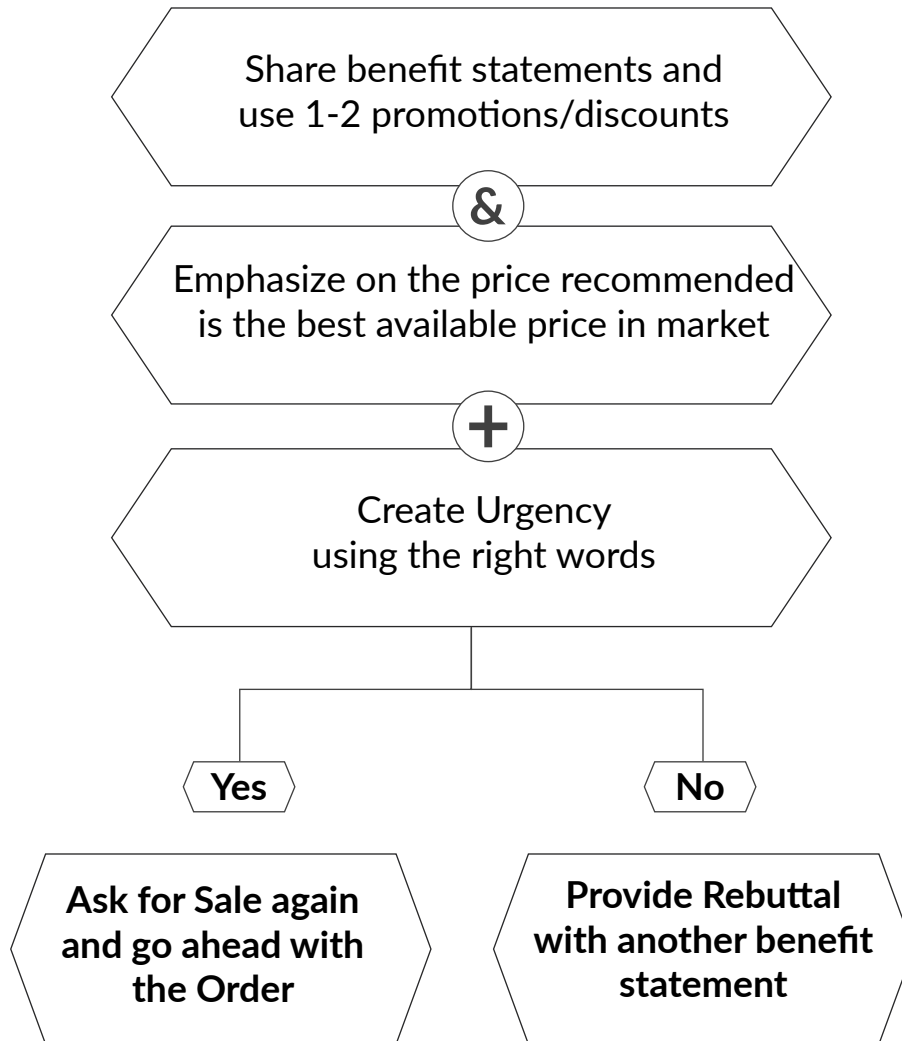 Share benefit statements and
use 1-2 promotions/discounts
&
Emphasize on the price recommended
is the best available price in market
+
Create Urgency
using the right words
Yes
No
Ask for Sale again
and go ahead with
the Order
Provide Rebuttal
with another benefit
statement